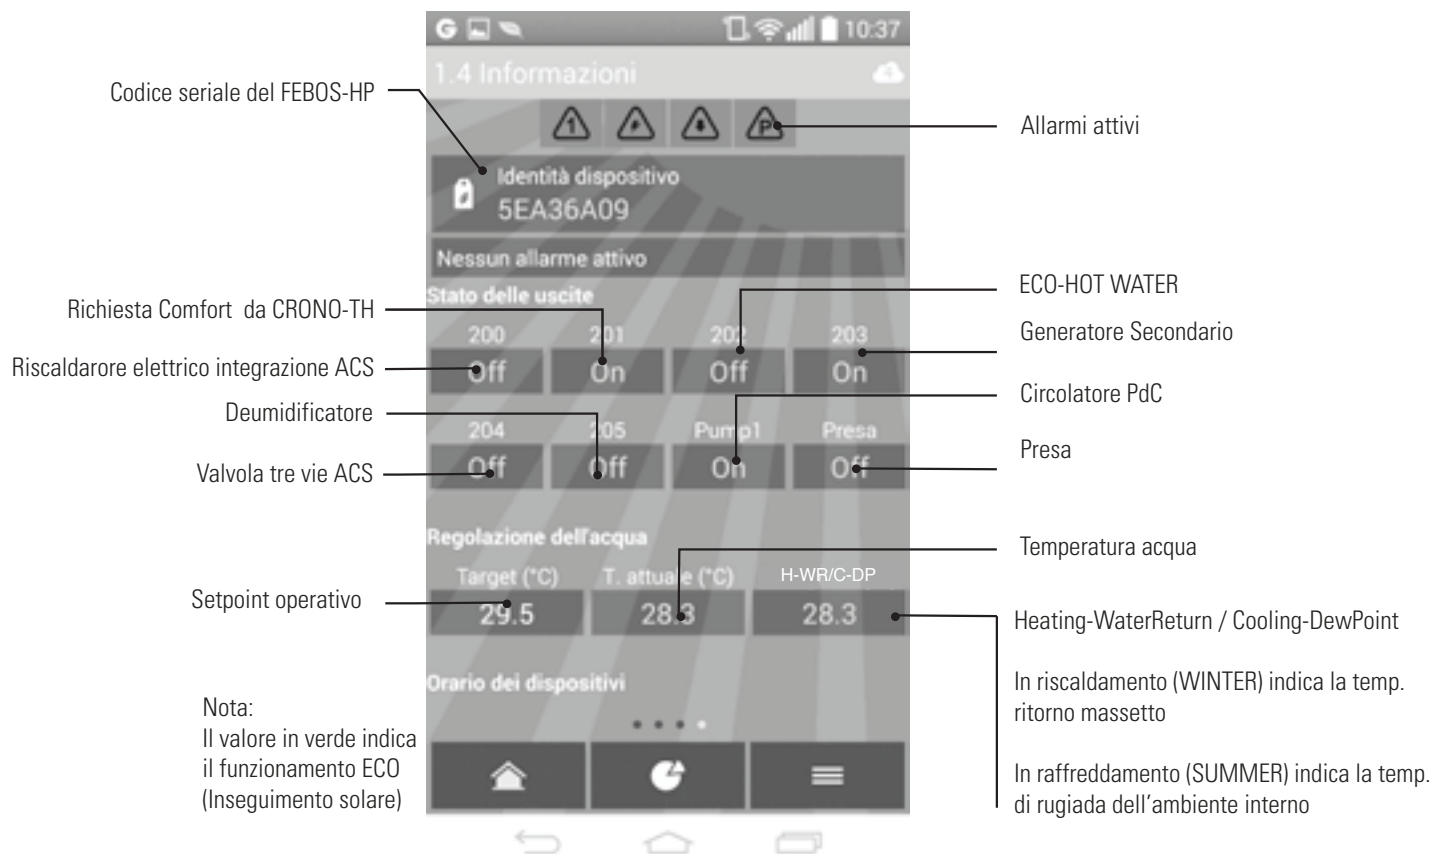 G 10:37
1.4 Informazioni
Codice seriale del FEBOS-HP
Allarmi attivi
1 P
Identità dispositivo
5EA36A09
Nessun allarme attivo
Stato delle uscite
ECO-HOT WATER
Richiesta Comfort da CRONO-TH
Generatore Secondario
200 201 202 203
Off On Off On
Riscaldarore elettrico integrazione ACS
Circolatore PdC
Deumidificatore
204 205 Pump1 Presa
Off Off On Off
Presa
Valvola tre vie ACS
Regolazione dell'acqua
Temperatura acqua
Target (°C) T. attuale (°C) H-WR/C-DP
29.5 28.3 28.3
Setpoint operativo
Heating-WaterReturn / Cooling-DewPoint
In riscaldamento (WINTER) indica la temp.
ritorno massetto
In raffreddamento (SUMMER) indica la temp.
di rugiada dell'ambiente interno
Orario dei dispositivi
Nota:
Il valore in verde indica
il funzionamento ECO
(Inseguimento solare)